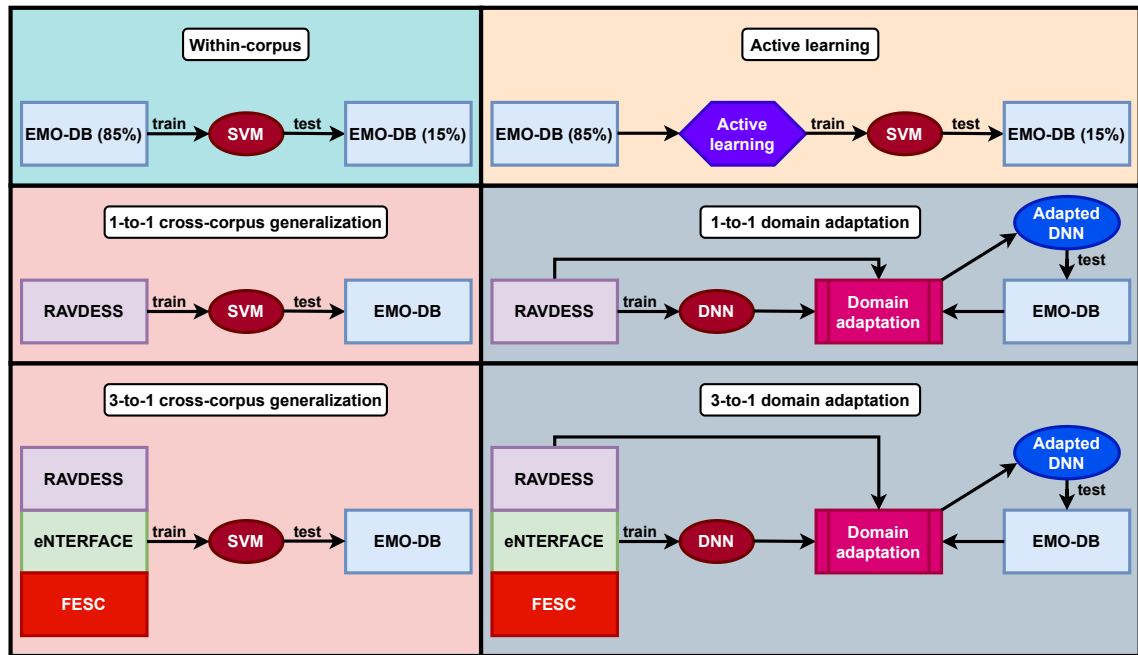 Within-corpus
EMO-DB (85%)
train
SVM
test
EMO-DB (15%)
Active learning
EMO-DB (85%)
Active
learning
train
SVM
test
EMO-DB (15%)
1-to-1 cross-corpus generalization
RAVDESS
train
SVM
test
EMO-DB
1-to-1 domain adaptation
RAVDESS
train
DNN
Domain
adaptation
Adapted
DNN
test
EMO-DB
3-to-1 cross-corpus generalization
RAVDESS
eNTERFACE
FESC
train
SVM
test
EMO-DB
3-to-1 domain adaptation
RAVDESS
eNTERFACE
FESC
train
DNN
Domain
adaptation
Adapted
DNN
test
EMO-DB